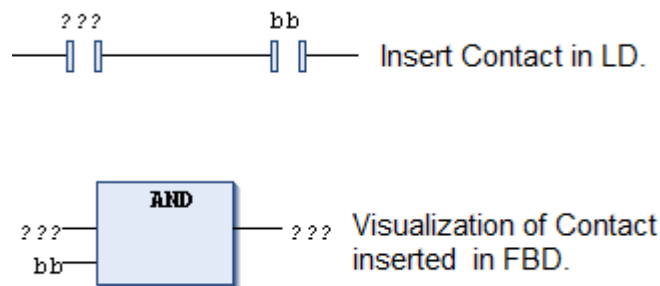 ??? bb
Insert Contact in LD.
AND
??? ???
bb
Visualization of Contact
inserted in FBD.